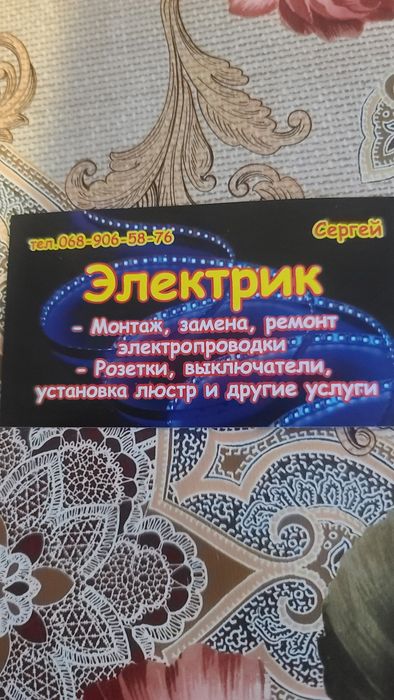 тел.068-906-58-76
Сергей
Электрик
- Монтаж, замена, ремонт
электропроводки
- Розетки, выключатели,
установка люстр и другие услуги